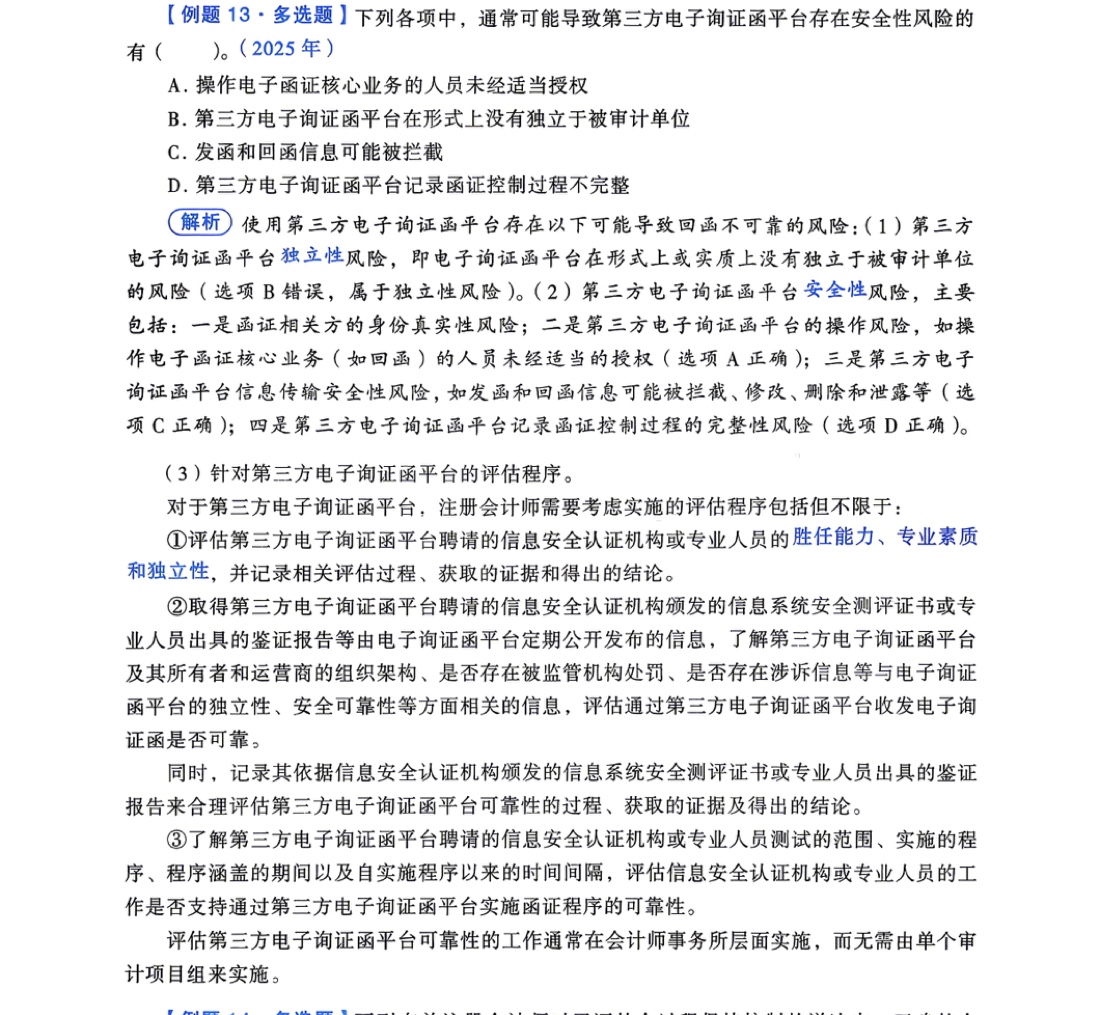 【例题 13·多选题】下列各项中，通常可能导致第三方电子询证函平台存在安全性风险的
有（　　）。（2025 年）
A. 操作电子函证核心业务的人员未经适当授权
B. 第三方电子询证函平台在形式上没有独立于被审计单位
C. 发函和回函信息可能被拦截
D. 第三方电子询证函平台记录函证控制过程不完整
解析 使用第三方电子询证函平台存在以下可能导致回函不可靠的风险：（1）第三方
电子询证函平台独立性风险，即电子询证函平台在形式上或实质上没有独立于被审计单位
的风险（选项 B 错误，属于独立性风险）。（2）第三方电子询证函平台安全性风险，主要
包括：一是函证相关方的身份真实性风险；二是第三方电子询证函平台的操作风险，如操
作电子函证核心业务（如回函）的人员未经适当的授权（选项 A 正确）；三是第三方电子
询证函平台信息传输安全性风险，如发函和回函信息可能被拦截、修改、删除和泄露等（选
项 C 正确）；四是第三方电子询证函平台记录函证控制过程的完整性风险（选项 D 正确）。
（3）针对第三方电子询证函平台的评估程序。
对于第三方电子询证函平台，注册会计师需要考虑实施的评估程序包括但不限于：
①评估第三方电子询证函平台聘请的信息安全认证机构或专业人员的胜任能力、专业素质
和独立性，并记录相关评估过程、获取的证据和得出的结论。
②取得第三方电子询证函平台聘请的信息安全认证机构颁发的信息系统安全测评证书或专
业人员出具的鉴证报告等由电子询证函平台定期公开发布的信息，了解第三方电子询证函平台
及其所有者和运营商的组织架构、是否存在被监管机构处罚、是否存在涉诉信息等与电子询证
函平台的独立性、安全可靠性等方面相关的信息，评估通过第三方电子询证函平台收发电子询
证函是否可靠。
同时，记录其依据信息安全认证机构颁发的信息系统安全测评证书或专业人员出具的鉴证
报告来合理评估第三方电子询证函平台可靠性的过程、获取的证据及得出的结论。
③了解第三方电子询证函平台聘请的信息安全认证机构或专业人员测试的范围、实施的程
序、程序涵盖的期间以及自实施程序以来的时间间隔，评估信息安全认证机构或专业人员的工
作是否支持通过第三方电子询证函平台实施函证程序的可靠性。
评估第三方电子询证函平台可靠性的工作通常在会计师事务所层面实施，而无需由单个审
计项目组来实施。